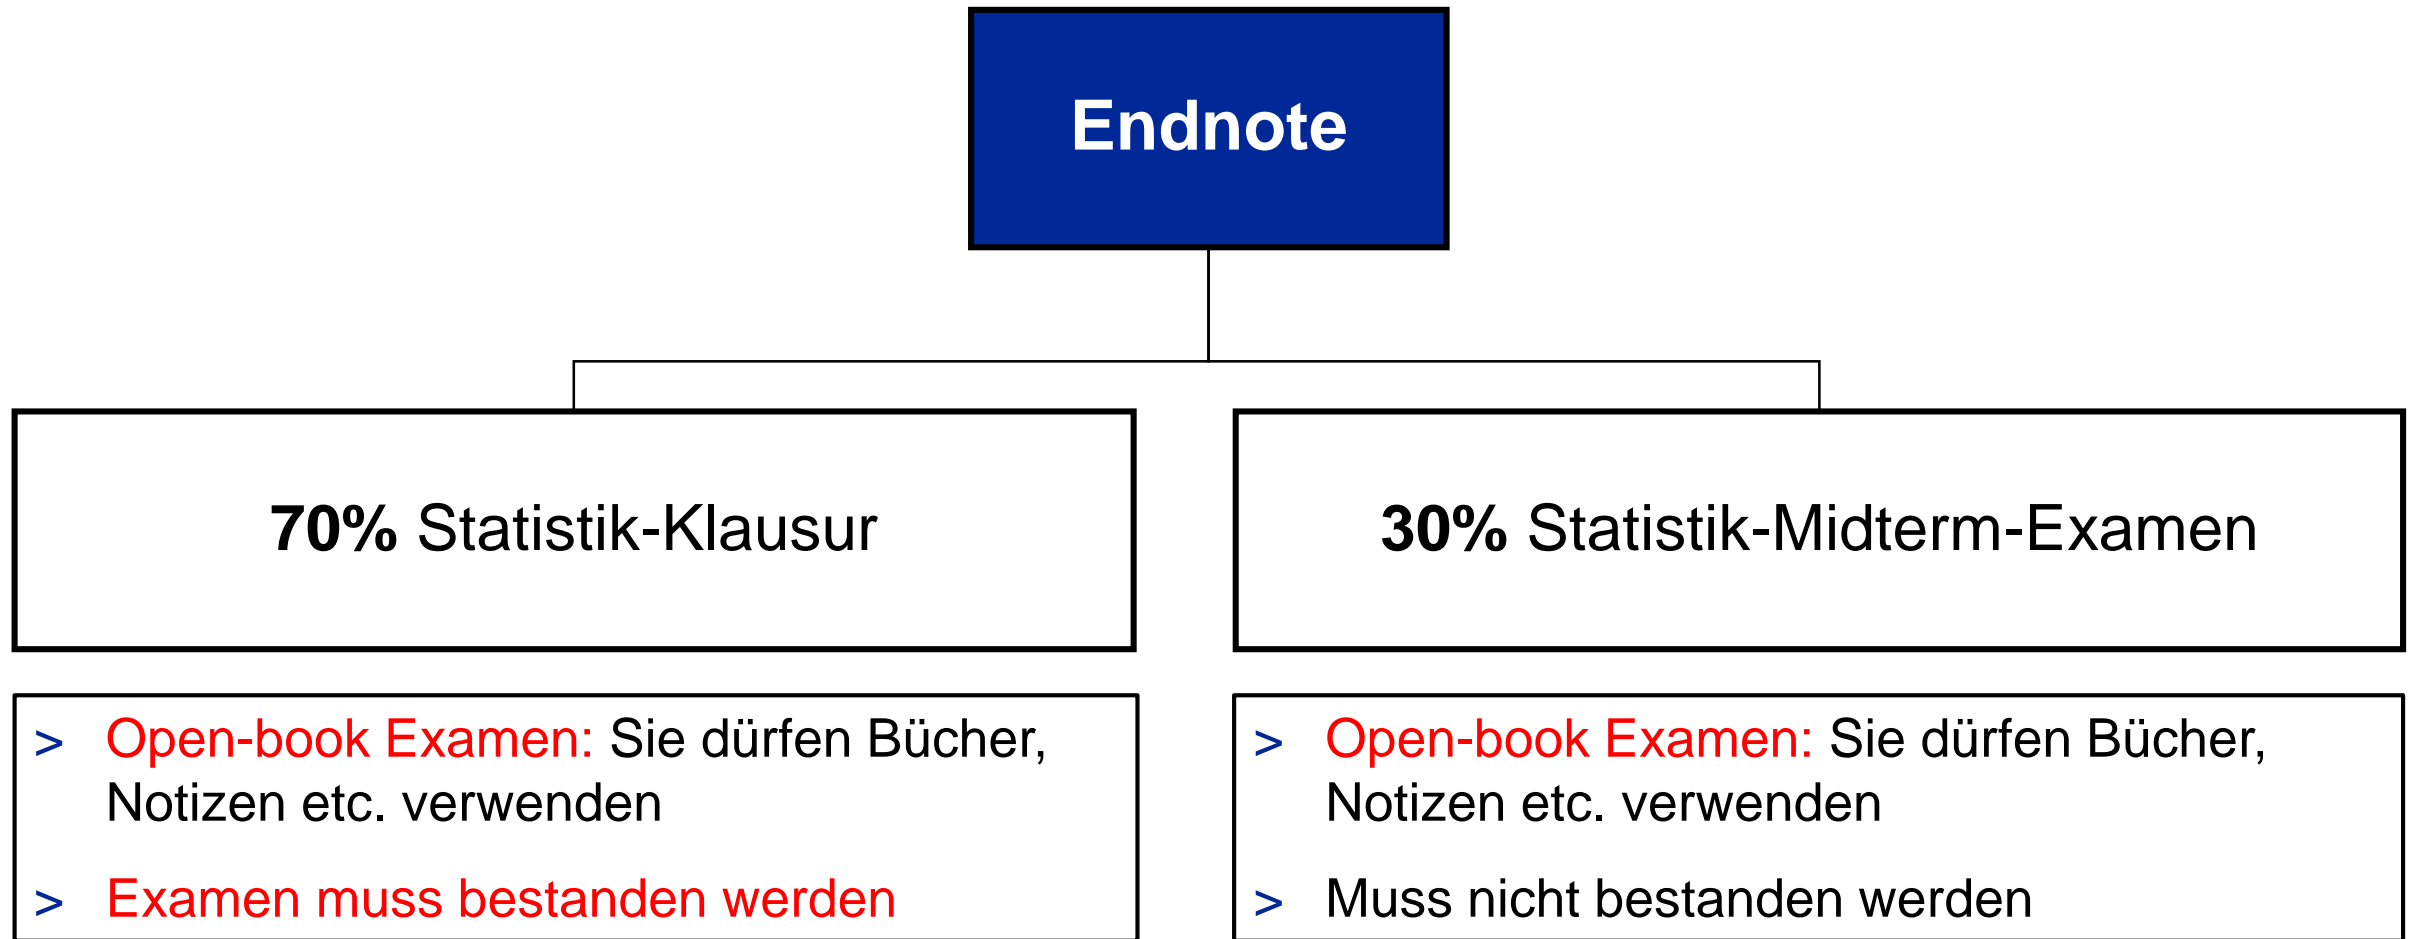 Endnote
70% Statistik-Klausur
30% Statistik-Midterm-Examen
> Open-book Examen: Sie dürfen Bücher,
Notizen etc. verwenden
> Examen muss bestanden werden
> Open-book Examen: Sie dürfen Bücher,
Notizen etc. verwenden
> Muss nicht bestanden werden